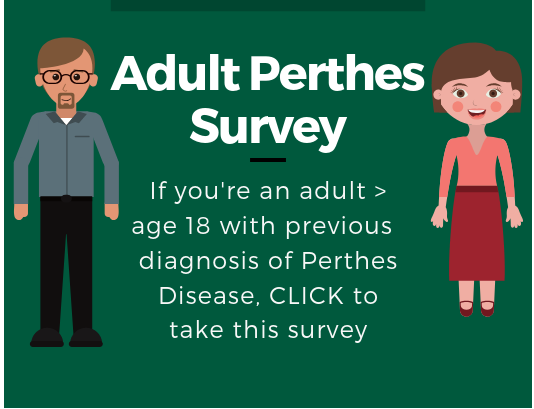 Adult Perthes
Survey
If you're an adult >
age 18 with previous
diagnosis of Perthes
Disease, CLICK to
take this survey